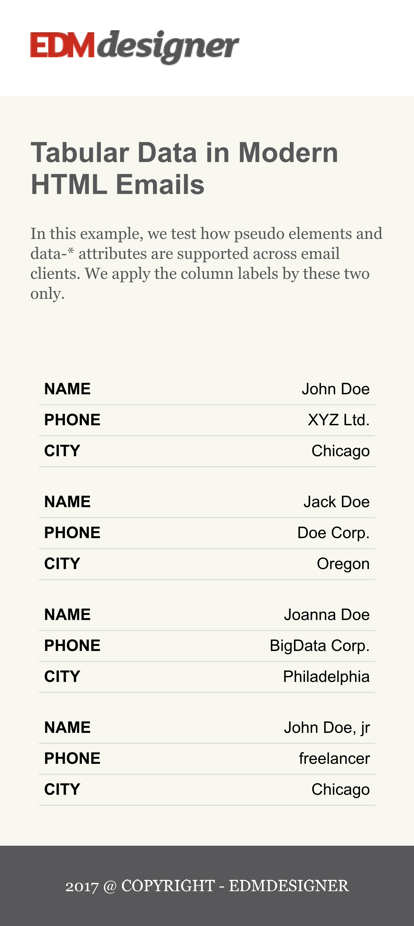 EDMdesigner
Tabular Data in Modern
HTML Emails
In this example, we test how pseudo elements and
data-* attributes are supported across email
clients. We apply the column labels by these two
only.
NAME John Doe
PHONE XYZ Ltd.
CITY Chicago
NAME Jack Doe
PHONE Doe Corp.
CITY Oregon
NAME Joanna Doe
PHONE BigData Corp.
CITY Philadelphia
NAME John Doe, jr
PHONE freelancer
CITY Chicago
2017 @ COPYRIGHT - EDMDESIGNER